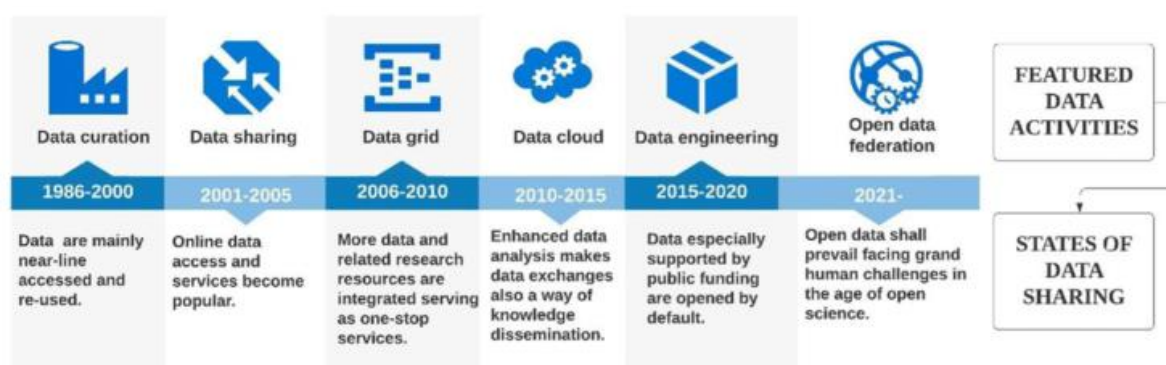 Data curation
Data sharing
Data grid
Data cloud
Data engineering
Open data
federation
FEATURED
DATA
ACTIVITIES
1986-2000
2001-2005
2006-2010
2010-2015
2015-2020
2021-
Data are mainly
near-line
accessed and
re-used.
Online data
access and
services become
popular.
More data and
related research
resources are
integrated serving
as one-stop
services.
Enhanced data
analysis makes
data exchanges
also a way of
knowledge
dissemination.
Data especially
supported by
public funding
are opened by
default.
Open data shall
prevail facing grand
human challenges in
the age of open
science.
STATES OF
DATA
SHARING